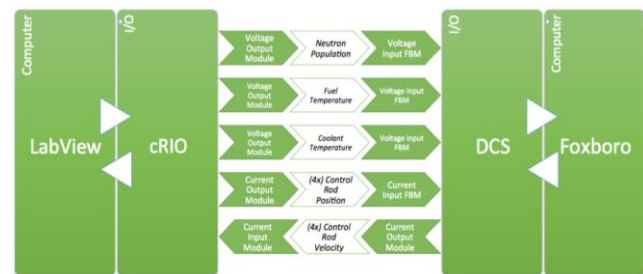 Computer
LabView
I/O
cRIO
Voltage
Output
Module
Neutron
Population
Voltage
Input FBM
Voltage
Output
Module
Fuel
Temperature
Voltage Input
FBM
Voltage
Output
Module
Coolant
Temperature
Voltage Input
FBM
Current
Output
Module
(4x) Control
Rod
Position
Current
Input FBM
Current
Input
Module
(4x) Control
Rod
Velocity
Current
Output
Module
I/O
DCS
Computer
Foxboro